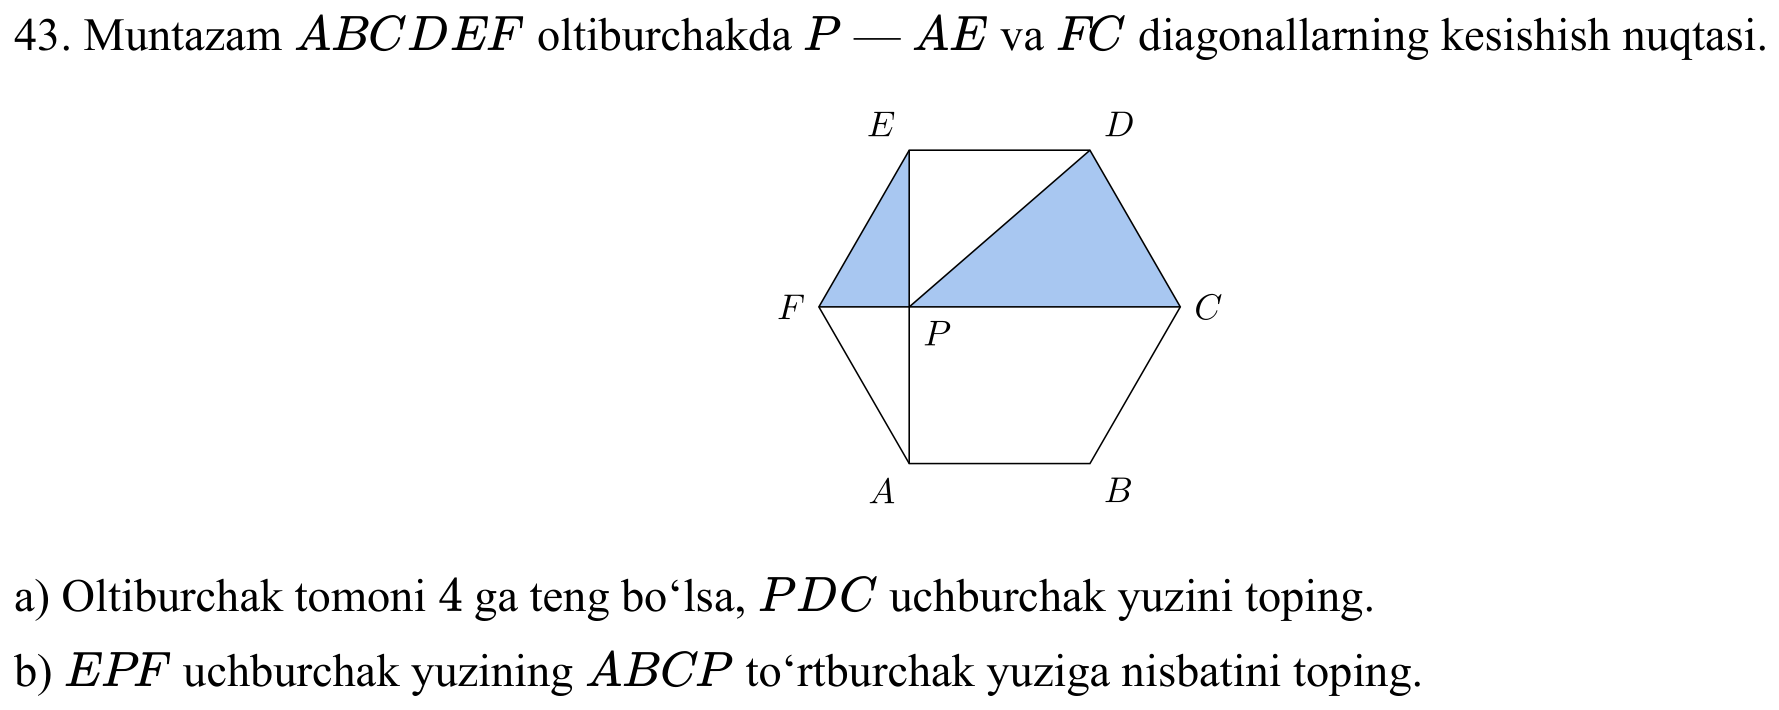 43. Muntazam ABCDEF oltiburchakda P — AE va FC diagonallarning kesishish nuqtasi.
E D
F C
P
A B
a) Oltiburchak tomoni 4 ga teng bo‘lsa, PDC uchburchak yuzini toping.
b) EPF uchburchak yuzining ABCP to‘rtburchak yuziga nisbatini toping.